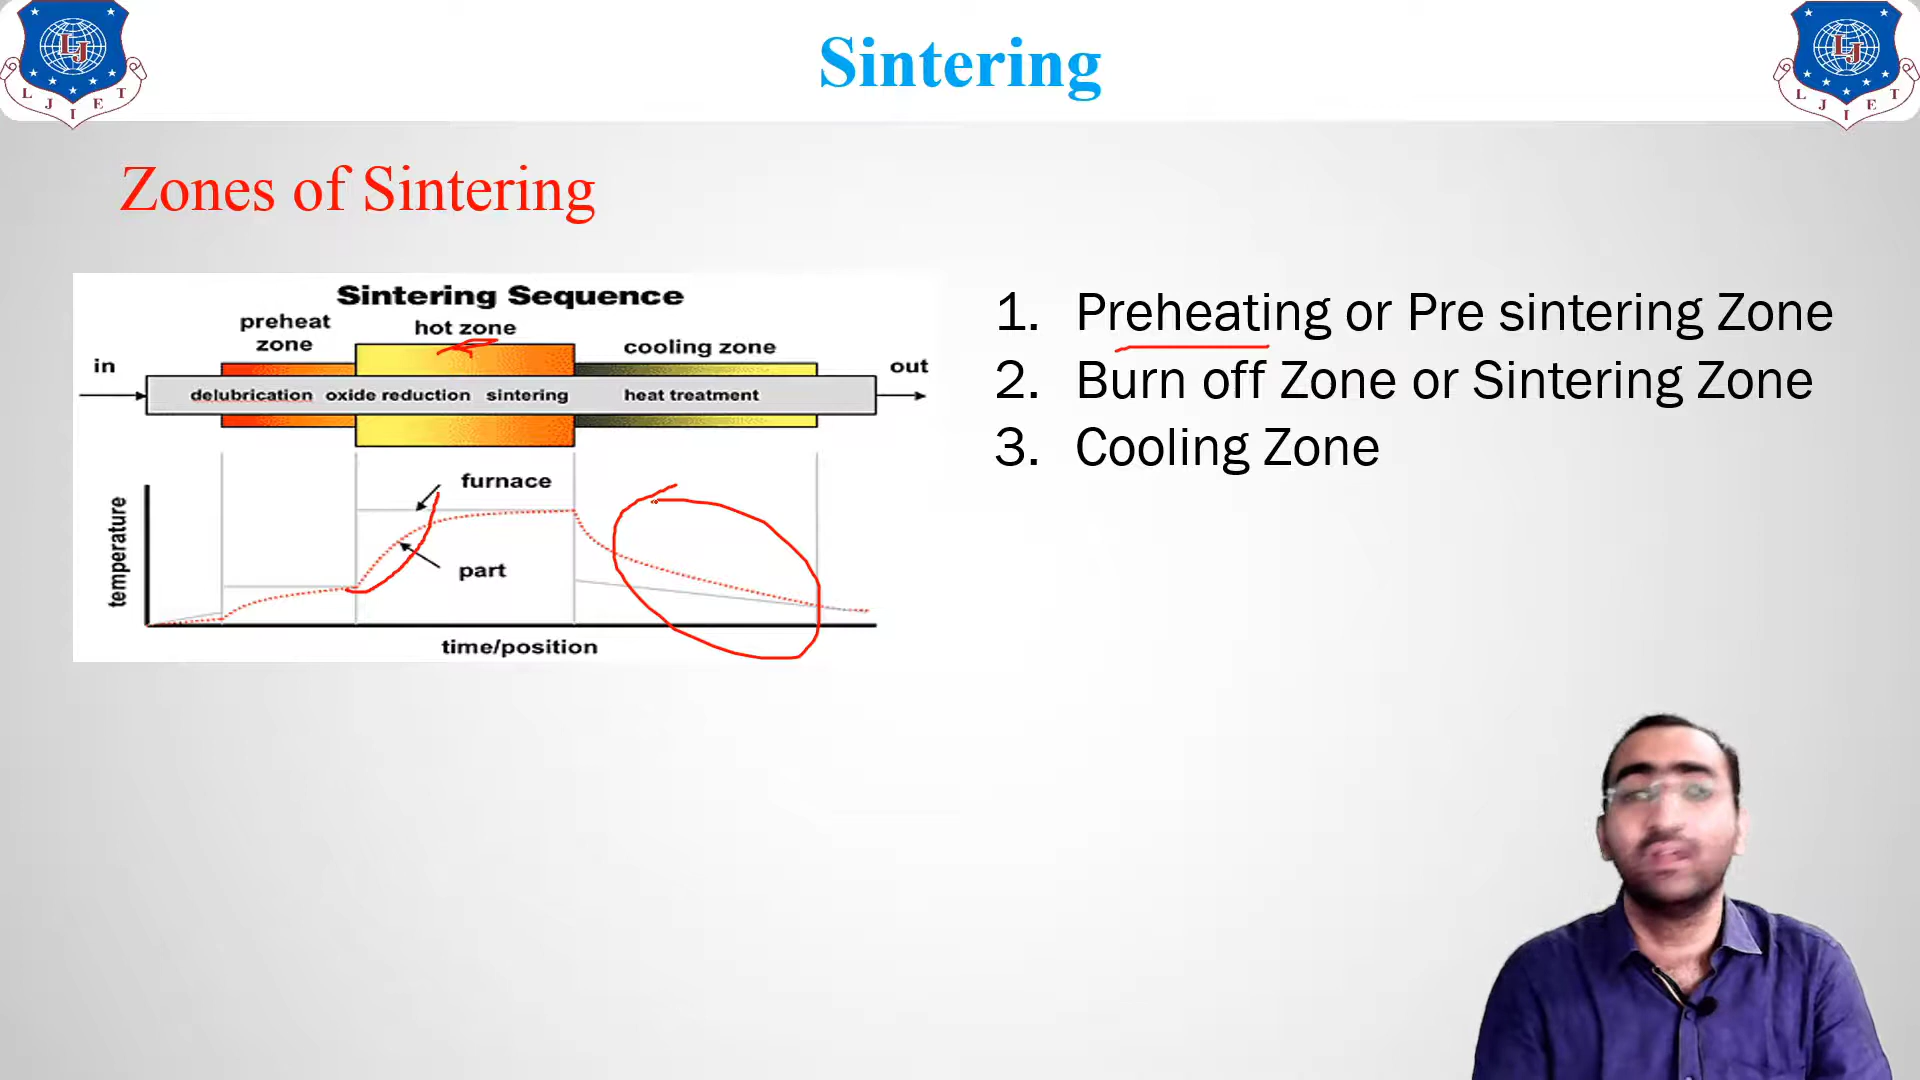 Sintering
L J I E T
L J I E T
Zones of Sintering
Sintering Sequence
preheat zone
hot zone
cooling zone
in
out
delubrication oxide reduction sintering heat treatment
furnace
part
temperature
time/position
1. Preheating or Pre sintering Zone
2. Burn off Zone or Sintering Zone
3. Cooling Zone